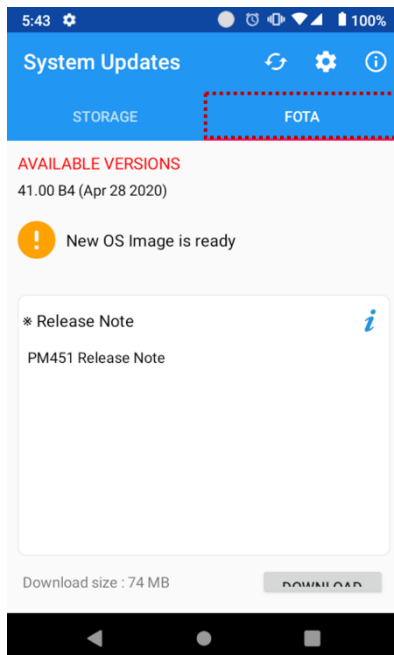 5:43
100%
System Updates
STORAGE
FOTA
AVAILABLE VERSIONS
41.00 B4 (Apr 28 2020)
! New OS Image is ready
※ Release Note
i
PM451 Release Note
Download size : 74 MB
DOWNLOAD